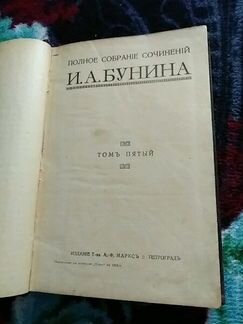 ПОЛНОЕ СОБРАНІЕ СОЧИНЕНІЙ
И. А. БУНИНА
ТОМЪ ПЯТЫЙ
ИЗДАНІЕ Т-ва А. Ф. МАРКСЪ :: ПЕТРОГРАДЪ